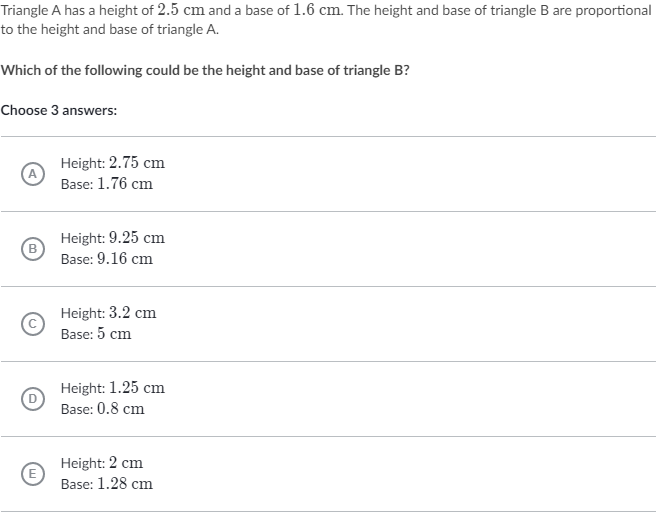 Triangle A has a height of 2.5 cm and a base of 1.6 cm. The height and base of triangle B are proportional
to the height and base of triangle A.
Which of the following could be the height and base of triangle B?
Choose 3 answers:
A
Height: 2.75 cm
Base: 1.76 cm
B
Height: 9.25 cm
Base: 9.16 cm
C
Height: 3.2 cm
Base: 5 cm
D
Height: 1.25 cm
Base: 0.8 cm
E
Height: 2 cm
Base: 1.28 cm